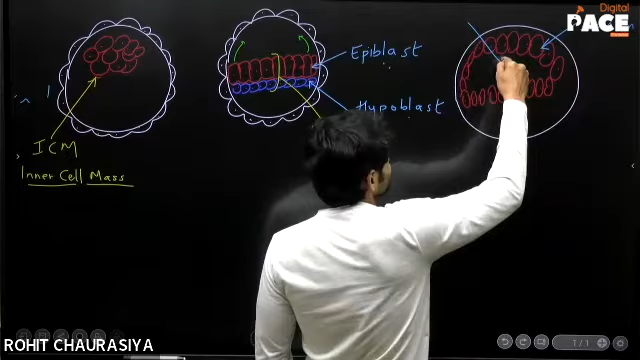 Digital
PACE
Epiblast
Hypoblast
ICM
Inner Cell Mass
1/1
ROHIT CHAURASIYA